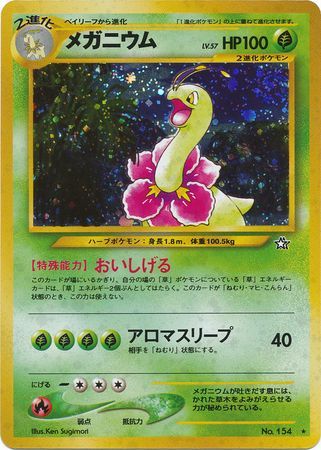 2進化
ベイリーフから進化
「1進化ポケモン」の上に重ねて進化させます。
メガニウム
LV.57 HP100
2進化ポケモン
ハーブポケモン:身長1.8m、体重100.5kg
【特殊能力】おいしげる
このカードが場にいるかぎり、自分の場の「草」ポケモンについている「草」エネルギー
カードは、「草」エネルギー2個ぶんとしてはたらく。このカードが「ねむり・マヒ・こんらん」
状態のとき、この力は使えない。
アロマスリープ 40
相手を「ねむり」状態にする。
にげる
弱点 抵抗力
メガニウムが吐きだす息には、
かれた草木をよみがえらせる
力が秘められている。
Illus.Ken Sugimori No. 154 ★